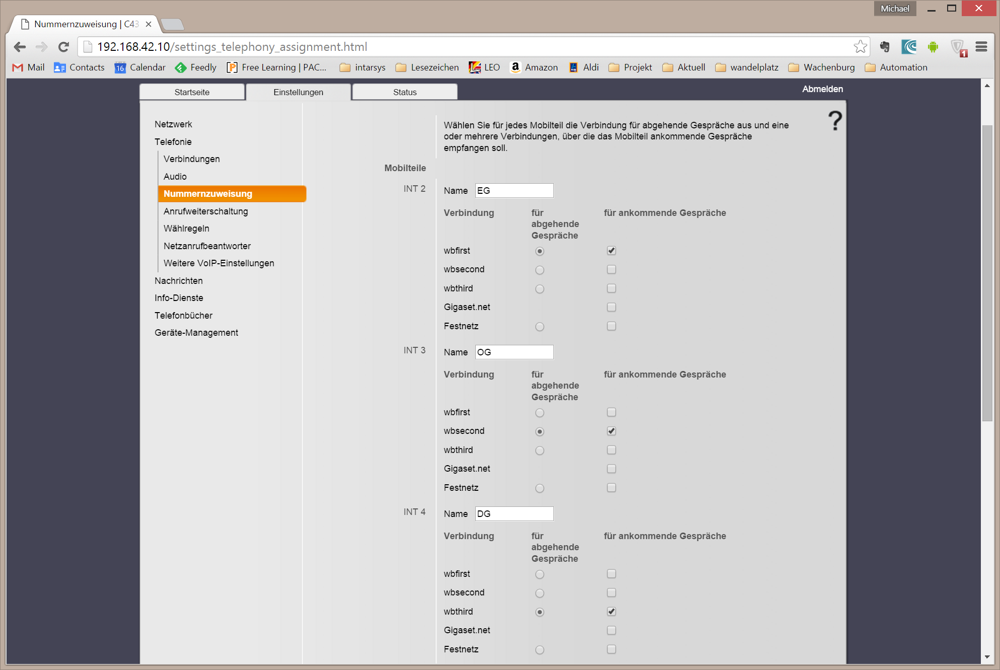 Michael
Nummernzuweisung | C43
192.168.42.10/settings_telephony_assignment.html
1
Mail Contacts 16 Calendar Feedly [P] Free Learning | PAC... intarsys Lesezeichen LEO a Amazon ALDI Aldi Projekt Aktuell wandelplatz Wachenburg Automation
Startseite Einstellungen Status Abmelden
?
Netzwerk
Telefonie
Verbindungen
Audio
Nummernzuweisung
Anrufweiterschaltung
Wählregeln
Netzanrufbeantworter
Weitere VoIP-Einstellungen
Nachrichten
Info-Dienste
Telefonbücher
Geräte-Management
Wählen Sie für jedes Mobilteil die Verbindung für abgehende Gespräche aus und eine
oder mehrere Verbindungen, über die das Mobilteil ankommende Gespräche
empfangen soll.
Mobilteile
INT 2 Name EG
Verbindung für ankommende Gespräche
für
abgehende
Gespräche
wbfirst
wbsecond
wbthird
Gigaset.net
Festnetz
INT 3 Name OG
Verbindung für ankommende Gespräche
für
abgehende
Gespräche
wbfirst
wbsecond
wbthird
Gigaset.net
Festnetz
INT 4 Name DG
Verbindung für ankommende Gespräche
für
abgehende
Gespräche
wbfirst
wbsecond
wbthird
Gigaset.net
Festnetz